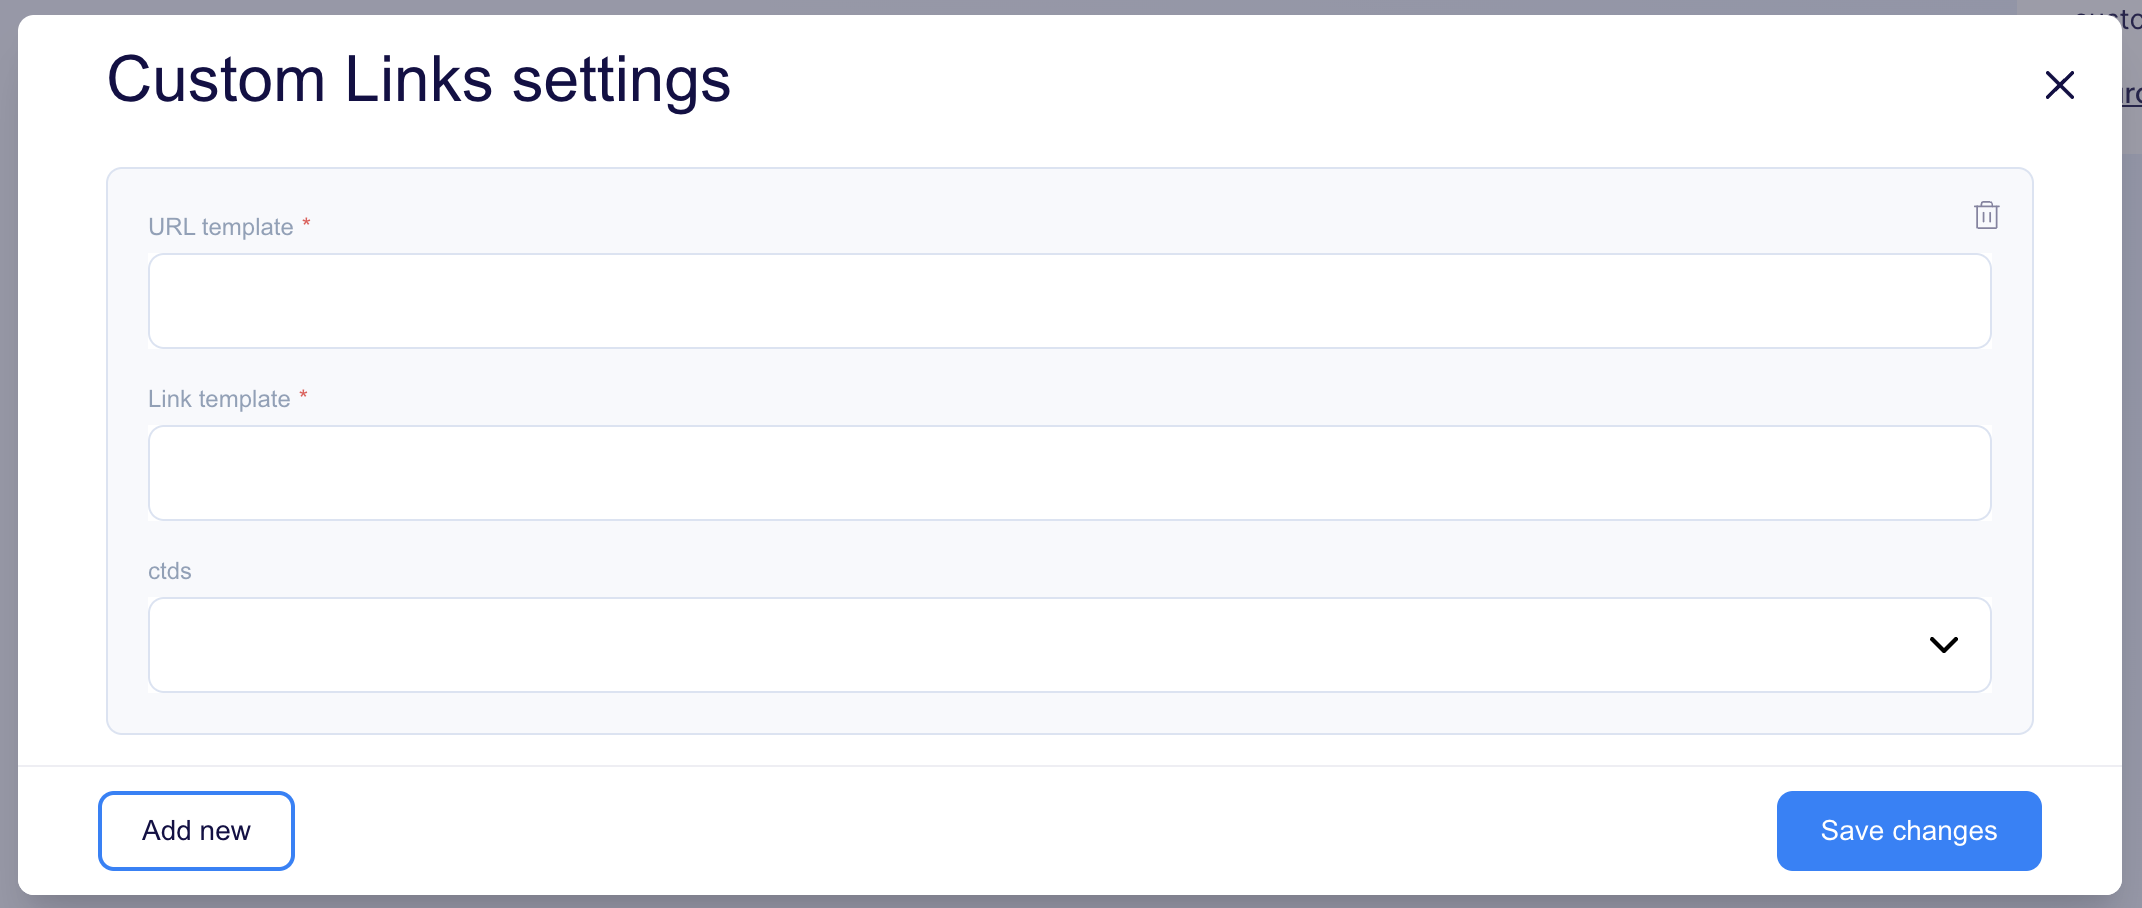 Custom Links settings
URL template *
Link template *
ctds
Add new
Save changes